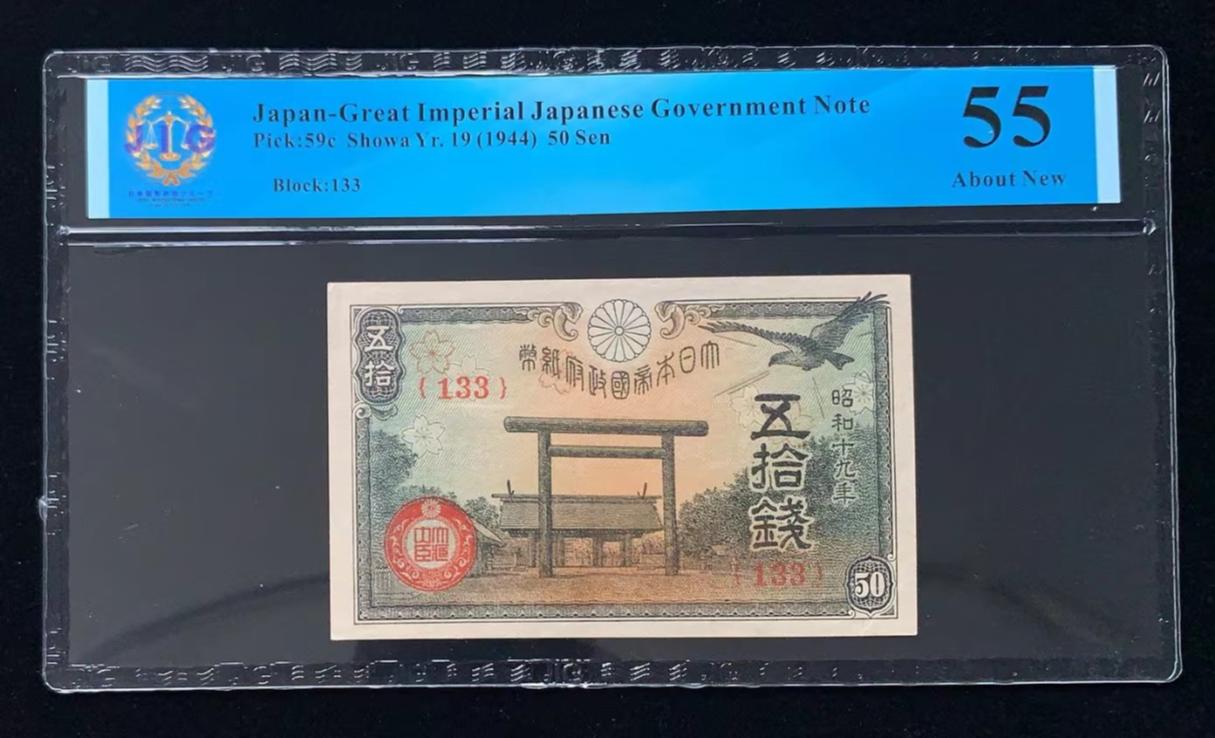 Japan-Great Imperial Japanese Government Note
Pick:59c Showa Yr. 19 (1944) 50 Sen
Block:133
55
About New
JIG
五拾
{133}
大日本帝國政府紙幣
昭和十九年
五拾錢
{133}
50